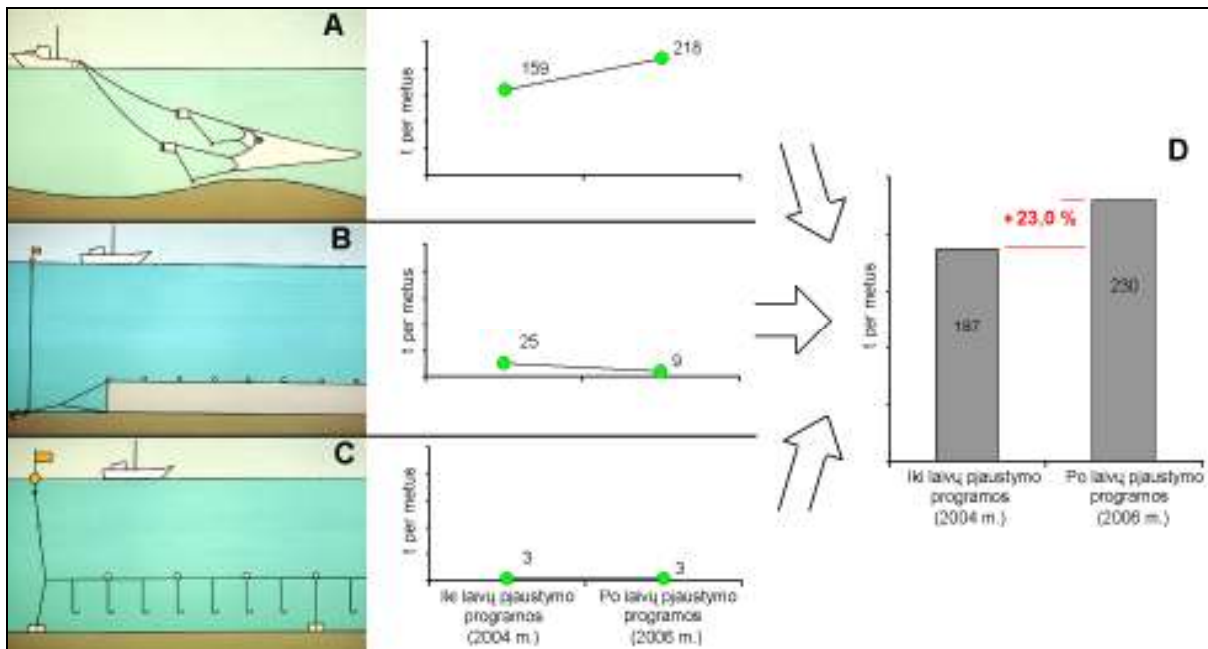 A
t per metus
159
218
B
t per metus
25
9
C
t per metus
3
3
Iki laivų pjaustymo
programos
(2004 m.)
Po laivų pjaustymo
programos
(2006 m.)
D
t per metus
+23,0 %
187
230
Iki laivų pjaustymo
programos
(2004 m.)
Po laivų pjaustymo
programos
(2006 m.)